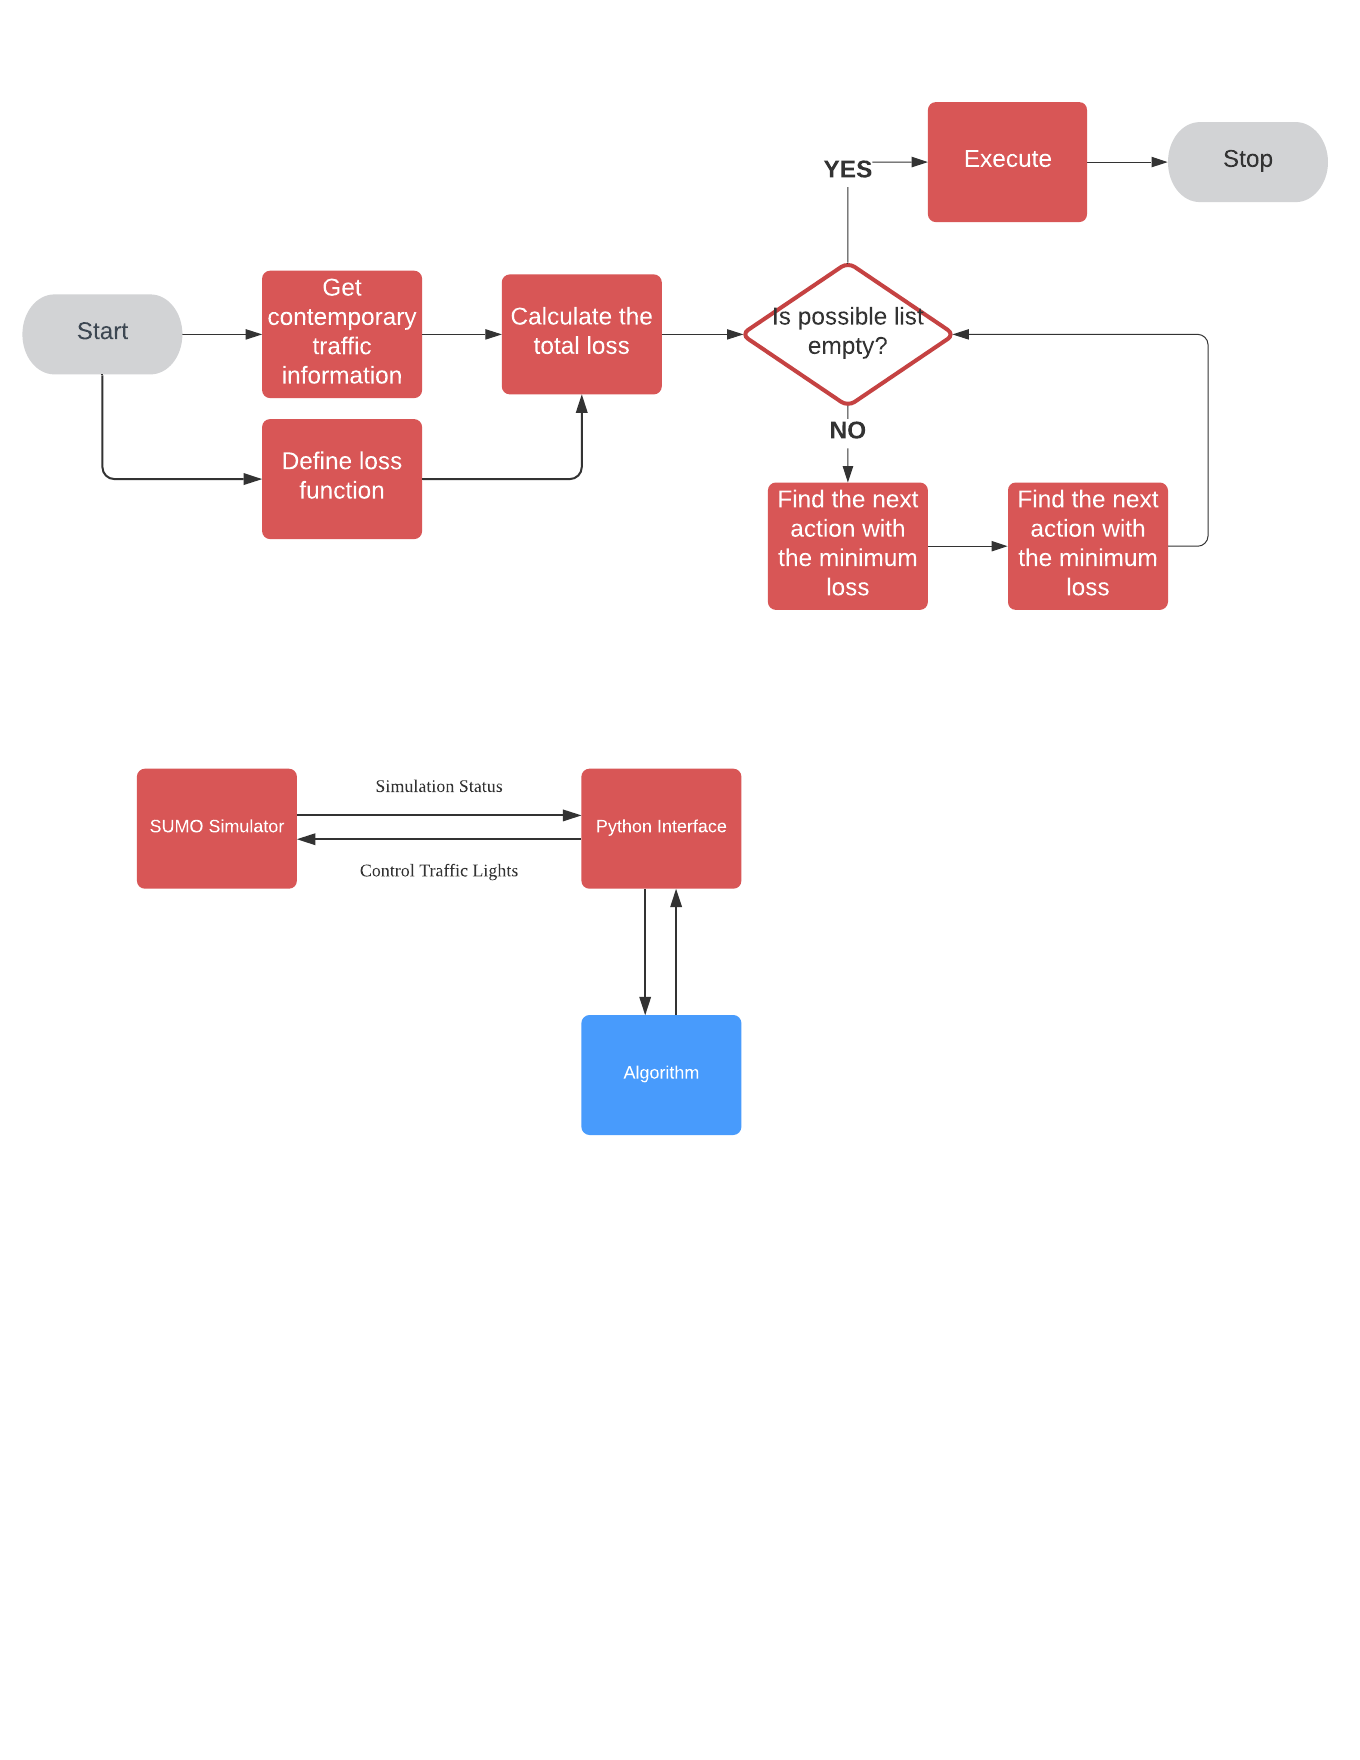 YES
Execute
Stop
Start
Get
contemporary
traffic
information
Calculate the
total loss
Is possible list
empty?
Define loss
function
NO
Find the next
action with
the minimum
loss
Find the next
action with
the minimum
loss
Simulation Status
SUMO Simulator
Python Interface
Control Traffic Lights
Algorithm